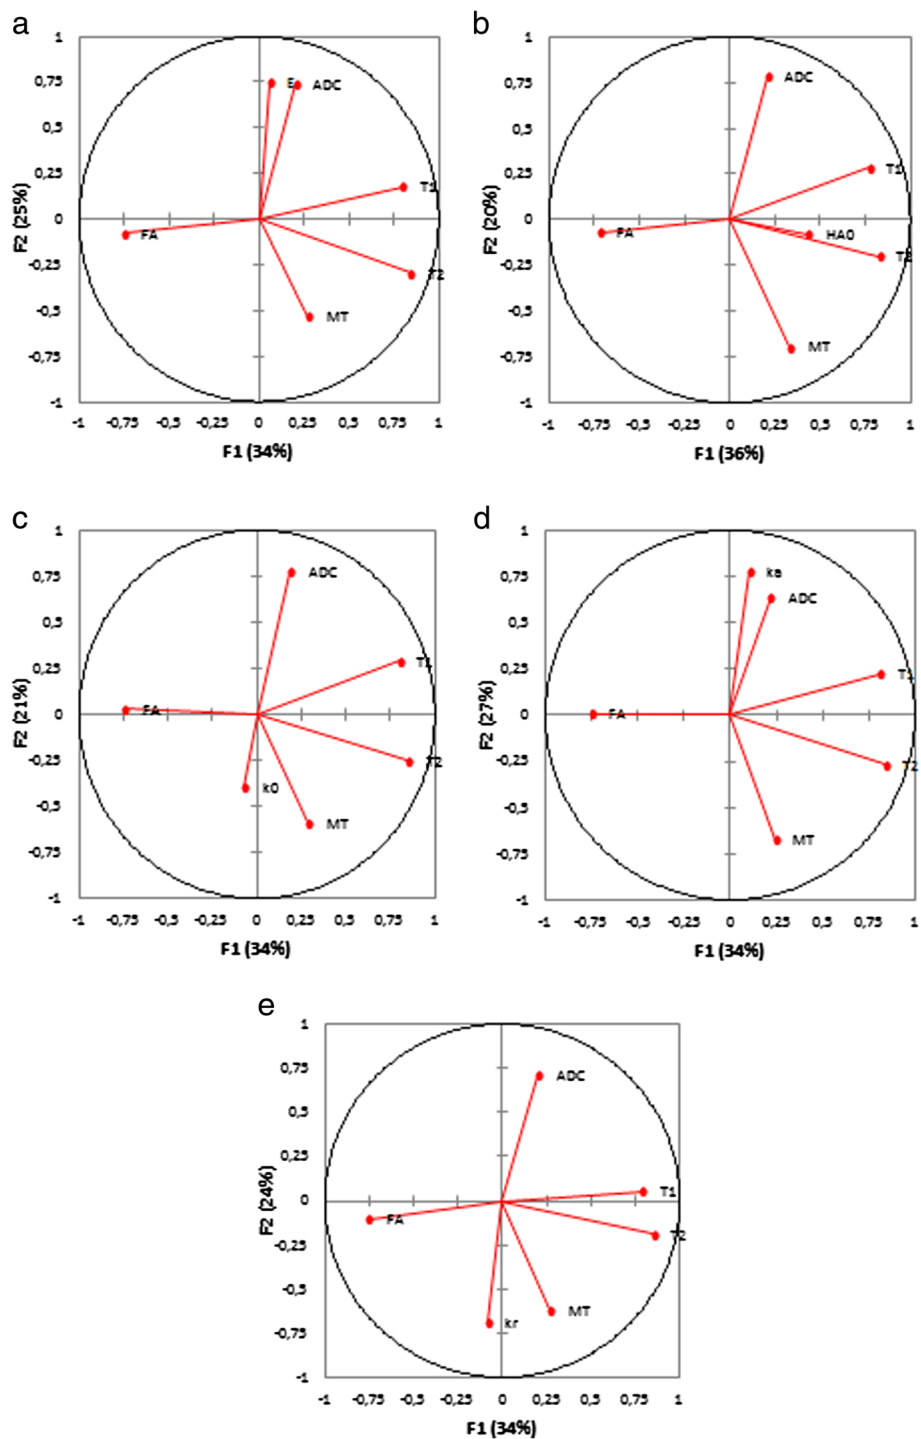 a
1
0,75
0,5
0,25
0
-0,25
-0,5
-0,75
-1
F2 (25%)
E
ADC
T1
FA
T2
MT
-1 -0,75 -0,5 -0,25 0 0,25 0,5 0,75 1
F1 (34%)
b
1
0,75
0,5
0,25
0
-0,25
-0,5
-0,75
-1
F2 (20%)
ADC
T1
FA
HA0
T2
MT
-1 -0,75 -0,5 -0,25 0 0,25 0,5 0,75 1
F1 (36%)
c
1
0,75
0,5
0,25
0
-0,25
-0,5
-0,75
-1
F2 (21%)
ADC
T1
FA
T2
k0
MT
-1 -0,75 -0,5 -0,25 0 0,25 0,5 0,75 1
F1 (34%)
d
1
0,75
0,5
0,25
0
-0,25
-0,5
-0,75
-1
F2 (27%)
ka
ADC
T1
FA
T2
MT
-1 -0,75 -0,5 -0,25 0 0,25 0,5 0,75 1
F1 (34%)
e
1
0,75
0,5
0,25
0
-0,25
-0,5
-0,75
-1
F2 (24%)
ADC
T1
FA
T2
MT
kr
-1 -0,75 -0,5 -0,25 0 0,25 0,5 0,75 1
F1 (34%)